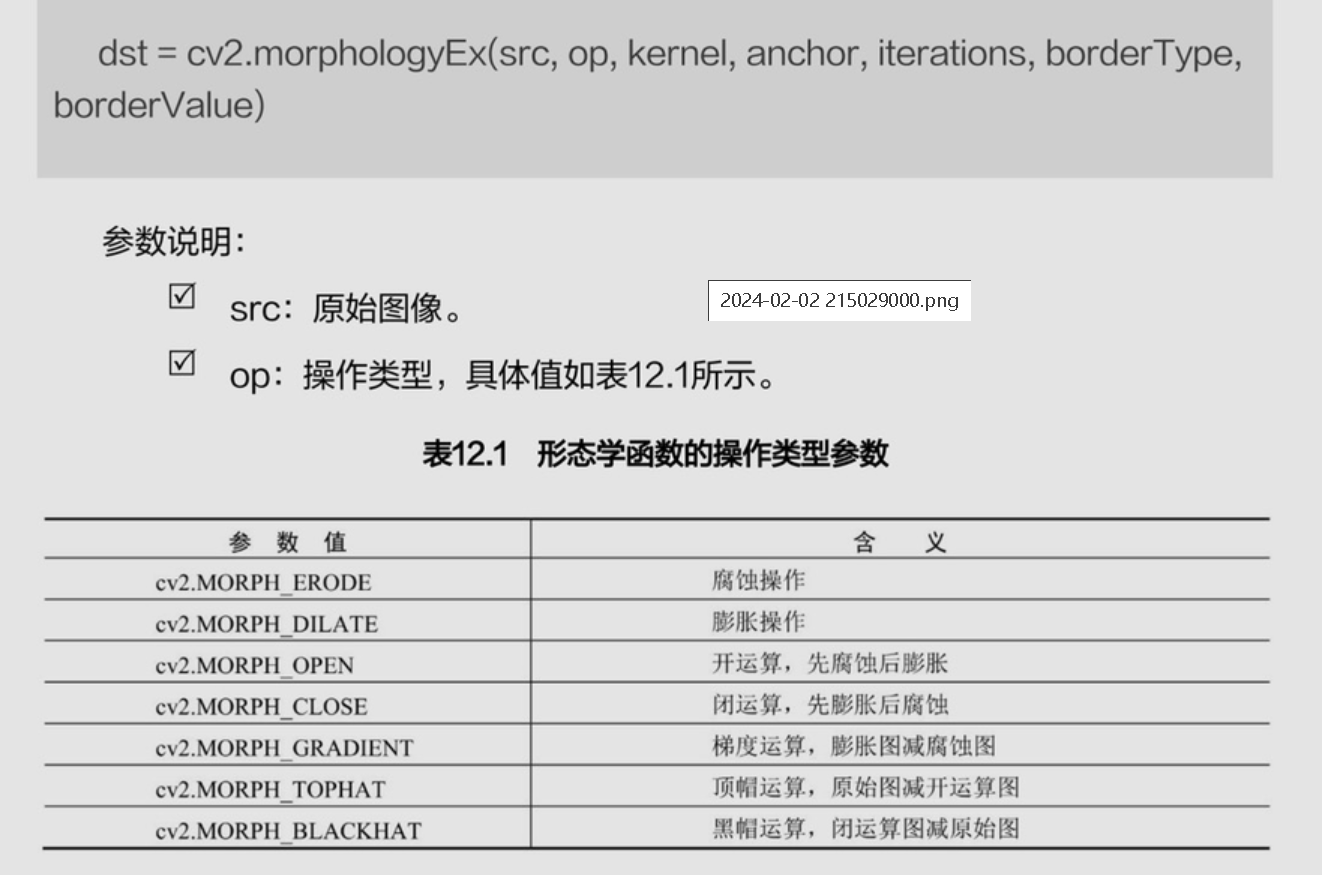 dst = cv2.morphologyEx(src, op, kernel, anchor, iterations, borderType,
borderValue)
参数说明：
☑ src：原始图像。
2024-02-02 215029000.png
☑ op：操作类型，具体值如表12.1所示。
表12.1 形态学函数的操作类型参数
参 数 值 含 义
cv2.MORPH_ERODE 腐蚀操作
cv2.MORPH_DILATE 膨胀操作
cv2.MORPH_OPEN 开运算，先腐蚀后膨胀
cv2.MORPH_CLOSE 闭运算，先膨胀后腐蚀
cv2.MORPH_GRADIENT 梯度运算，膨胀图减腐蚀图
cv2.MORPH_TOPHAT 顶帽运算，原始图减开运算图
cv2.MORPH_BLACKHAT 黑帽运算，闭运算图减原始图